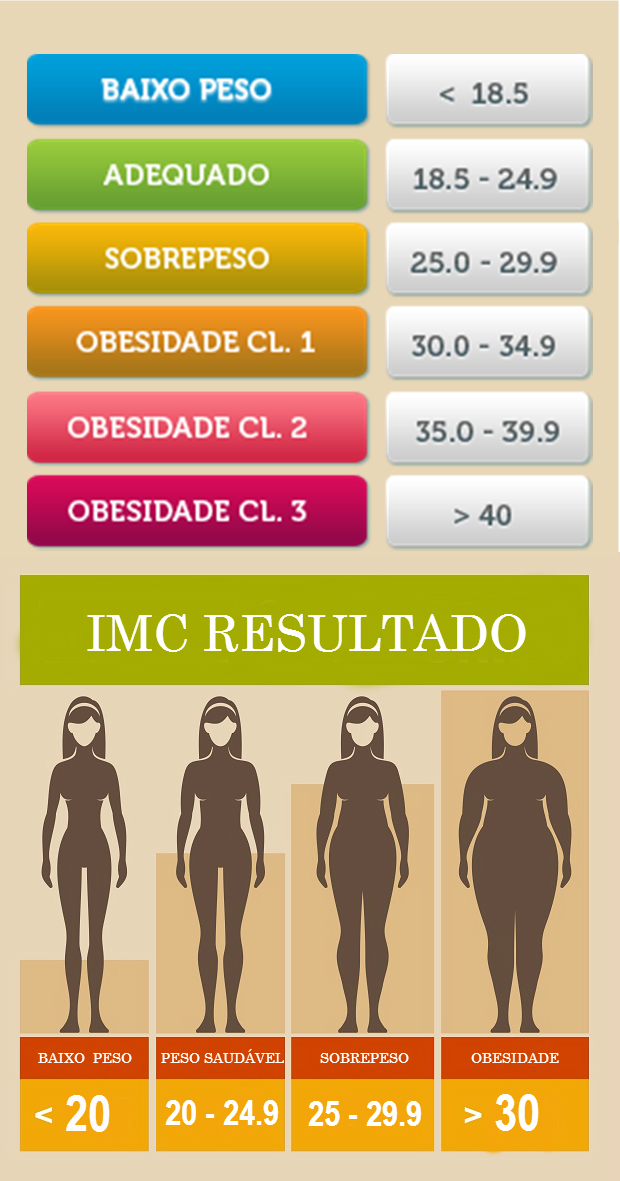 BAIXO PESO < 18.5
ADEQUADO 18.5 - 24.9
SOBREPESO 25.0 - 29.9
OBESIDADE CL. 1 30.0 - 34.9
OBESIDADE CL. 2 35.0 - 39.9
OBESIDADE CL. 3 > 40
IMC RESULTADO
BAIXO PESO PESO SAUDÁVEL SOBREPESO OBESIDADE
< 20 20 - 24.9 25 - 29.9 > 30